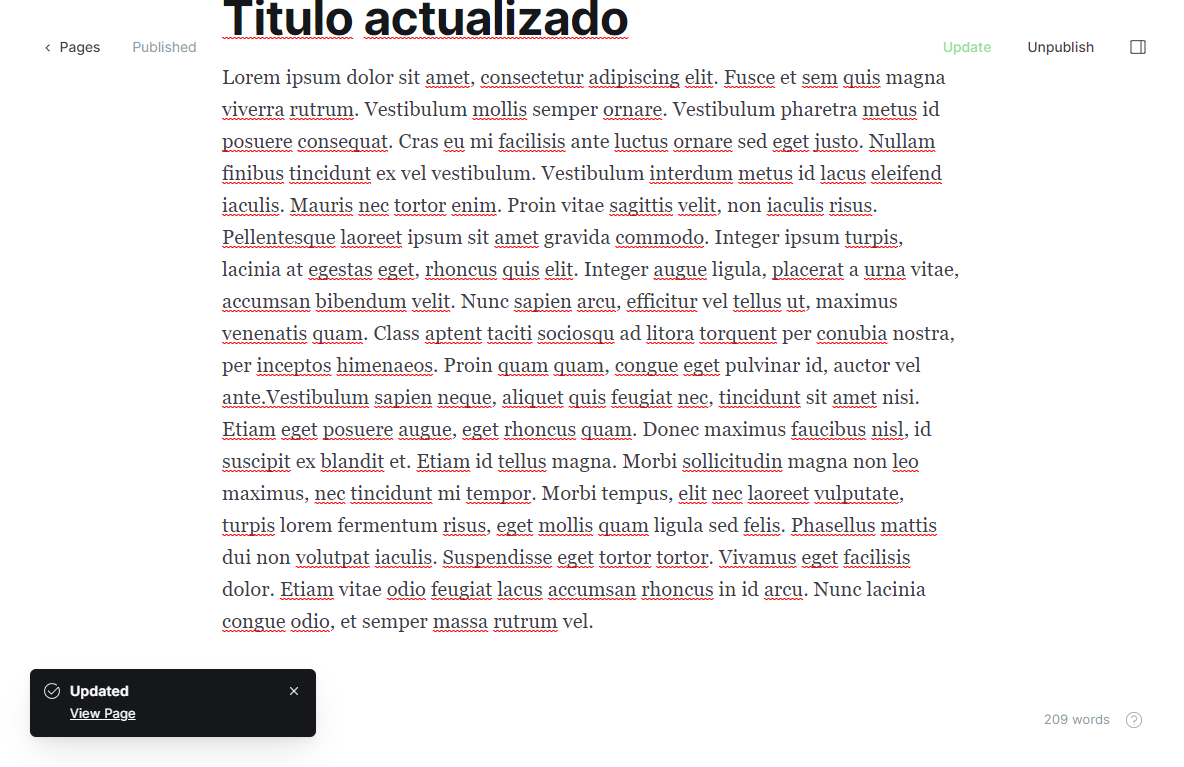 Titulo actualizado
Pages
Published
Update
Unpublish
Lorem ipsum dolor sit amet, consectetur adipiscing elit. Fusce et sem quis magna
viverra rutrum. Vestibulum mollis semper ornare. Vestibulum pharetra metus id
posuere consequat. Cras eu mi facilisis ante luctus ornare sed eget justo. Nullam
finibus tincidunt ex vel vestibulum. Vestibulum interdum metus id lacus eleifend
iaculis. Mauris nec tortor enim. Proin vitae sagittis velit, non iaculis risus.
Pellentesque laoreet ipsum sit amet gravida commodo. Integer ipsum turpis,
lacinia at egestas eget, rhoncus quis elit. Integer augue ligula, placerat a urna vitae,
accumsan bibendum velit. Nunc sapien arcu, efficitur vel tellus ut, maximus
venenatis quam. Class aptent taciti sociosqu ad litora torquent per conubia nostra,
per inceptos himenaeos. Proin quam quam, congue eget pulvinar id, auctor vel
ante.Vestibulum sapien neque, aliquet quis feugiat nec, tincidunt sit amet nisi.
Etiam eget posuere augue, eget rhoncus quam. Donec maximus faucibus nisl, id
suscipit ex blandit et. Etiam id tellus magna. Morbi sollicitudin magna non leo
maximus, nec tincidunt mi tempor. Morbi tempus, elit nec laoreet vulputate,
turpis lorem fermentum risus, eget mollis quam ligula sed felis. Phasellus mattis
dui non volutpat iaculis. Suspendisse eget tortor tortor. Vivamus eget facilisis
dolor. Etiam vitae odio feugiat lacus accumsan rhoncus in id arcu. Nunc lacinia
congue odio, et semper massa rutrum vel.
Updated
View Page
209 words